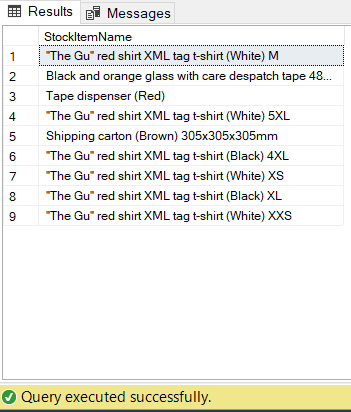 Results Messages
StockItemName
1 "The Gu" red shirt XML tag t-shirt (White) M
2 Black and orange glass with care despatch tape 48...
3 Tape dispenser (Red)
4 "The Gu" red shirt XML tag t-shirt (White) 5XL
5 Shipping carton (Brown) 305x305x305mm
6 "The Gu" red shirt XML tag t-shirt (Black) 4XL
7 "The Gu" red shirt XML tag t-shirt (White) XS
8 "The Gu" red shirt XML tag t-shirt (Black) XL
9 "The Gu" red shirt XML tag t-shirt (White) XXS
Query executed successfully.